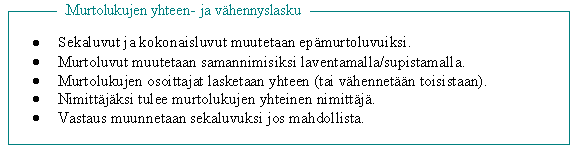 Murtolukujen yhteen- ja vähennyslasku
• Sekaluvut ja kokonaisluvut muutetaan epämurtoluvuiksi.
• Murtoluvut muutetaan samannimisiksi laventamalla/supistamalla.
• Murtolukujen osoittajat lasketaan yhteen (tai vähennetään toisistaan).
• Nimittäjäksi tulee murtolukujen yhteinen nimittäjä.
• Vastaus muunnetaan sekaluvuksi jos mahdollista.